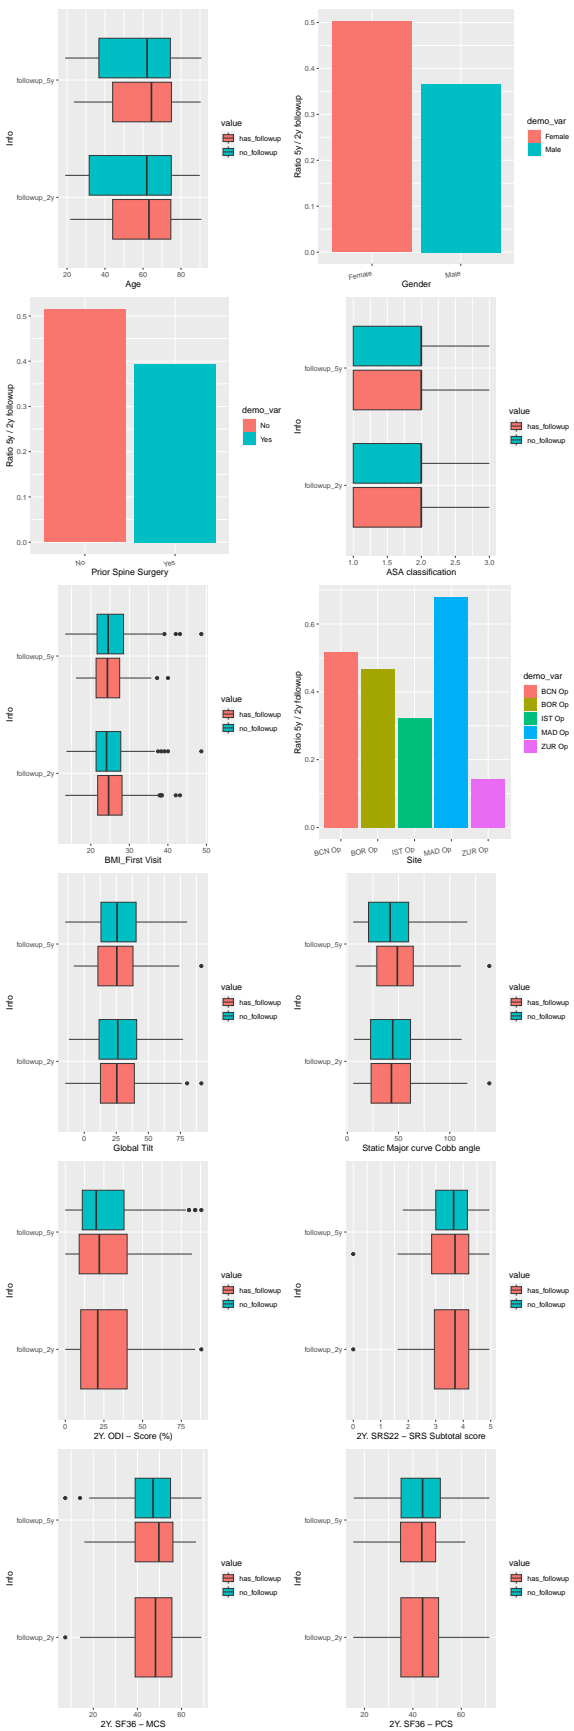 followup_5y
followup_2y
Info
20 40 60 80
Age
value
has_followup
no_followup
0.5
0.4
0.3
0.2
0.1
0.0
Ratio 5y / 2y followup
Female Male
Gender
demo_var
Female
Male
0.5
0.4
0.3
0.2
0.1
0.0
Ratio 5y / 2y followup
No Yes
Prior Spine Surgery
demo_var
No
Yes
followup_5y
followup_2y
Info
1.0 1.5 2.0 2.5 3.0
ASA classification
value
has_followup
no_followup
followup_5y
followup_2y
Info
20 30 40 50
BMI_First Visit
value
has_followup
no_followup
0.6
0.4
0.2
0.0
Ratio 5y / 2y followup
BCN Op BOR Op IST Op MAD Op ZUR Op
Site
demo_var
BCN Op
BOR Op
IST Op
MAD Op
ZUR Op
followup_5y
followup_2y
Info
0 25 50 75
Global Tilt
value
has_followup
no_followup
followup_5y
followup_2y
Info
0 50 100
Static Major curve Cobb angle
value
has_followup
no_followup
followup_5y
followup_2y
Info
0 25 50 75
2Y. ODI – Score (%)
value
has_followup
no_followup
followup_5y
followup_2y
Info
0 1 2 3 4 5
2Y. SRS22 – SRS Subtotal score
value
has_followup
no_followup
followup_5y
followup_2y
Info
20 40 60
2Y. SF36 – MCS
value
has_followup
no_followup
followup_5y
followup_2y
Info
20 40 60
2Y. SF36 – PCS
value
has_followup
no_followup